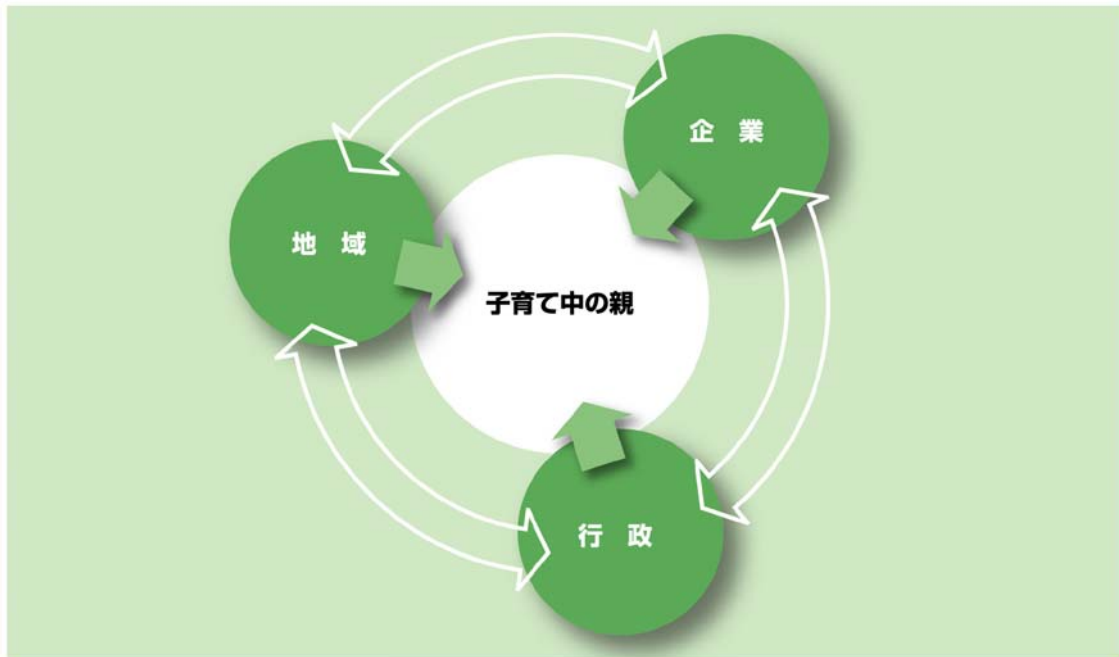 企　業
地　域
子育て中の親
行　政